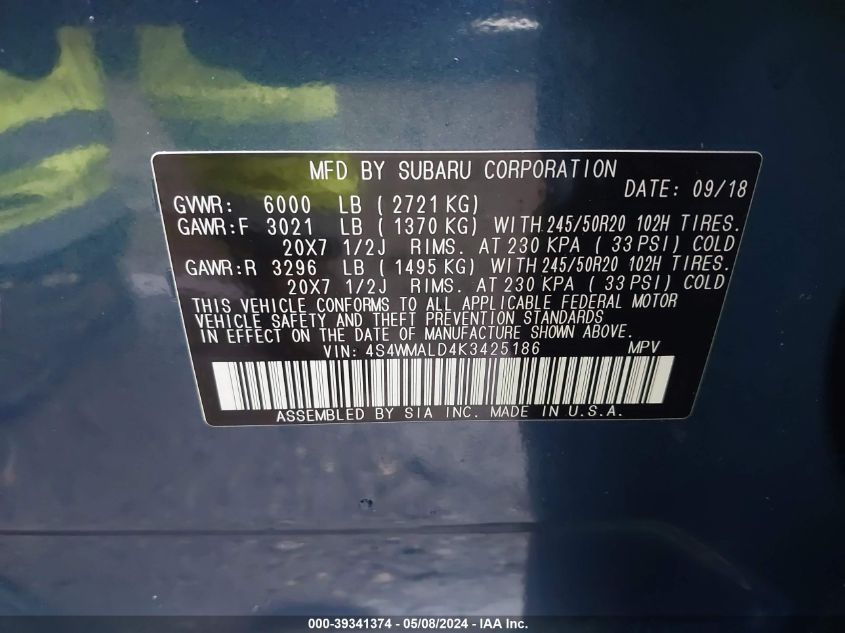 MFD BY SUBARU CORPORATION
DATE: 09/18
GVWR: 6000 LB ( 2721 KG)
GAWR:F 3021 LB ( 1370 KG) WITH 245/50R20 102H TIRES.
20X7 1/2J RIMS. AT 230 KPA ( 33 PSI) COLD
GAWR:R 3296 LB ( 1495 KG) WITH 245/50R20 102H TIRES.
20X7 1/2J RIMS. AT 230 KPA ( 33 PSI) COLD
THIS VEHICLE CONFORMS TO ALL APPLICABLE FEDERAL MOTOR
VEHICLE SAFETY AND THEFT PREVENTION STANDARDS
IN EFFECT ON THE DATE OF MANUFACTURE SHOWN ABOVE.
VIN: 4S4WMALD4K3425186 MPV
ASSEMBLED BY SIA INC. MADE IN U.S.A.
000-39341374 - 05/08/2024 - IAAI, Inc.